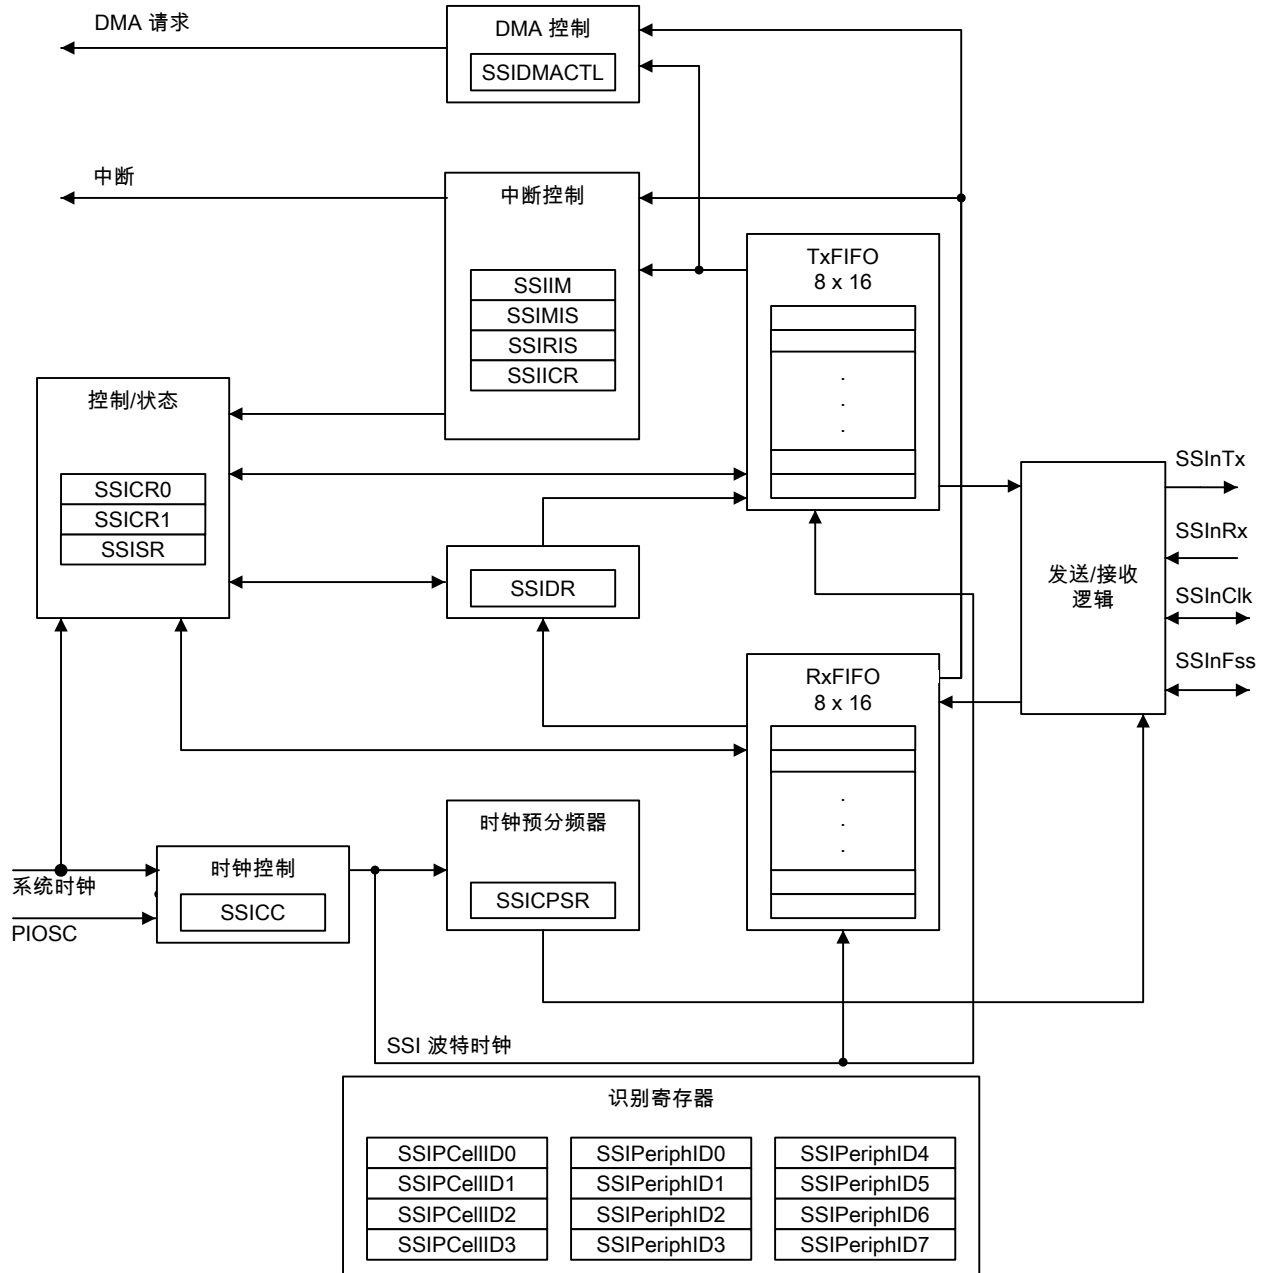 DMA 请求
DMA 控制
SSIDMACTL
中断
中断控制
SSIIM
SSIMIS
SSIRIS
SSIICR
TxFIFO
8 x 16
.
.
.
控制/状态
SSICR0
SSICR1
SSISR
SSIDR
发送/接收
逻辑
SSInTx
SSInRx
SSInClk
SSInFss
RxFIFO
8 x 16
.
.
.
时钟预分频器
SSICPSR
时钟控制
SSICC
系统时钟
PIOSC
SSI 波特时钟
识别寄存器
SSIPCellID0
SSIPCellID1
SSIPCellID2
SSIPCellID3
SSIPeriphID0
SSIPeriphID1
SSIPeriphID2
SSIPeriphID3
SSIPeriphID4
SSIPeriphID5
SSIPeriphID6
SSIPeriphID7